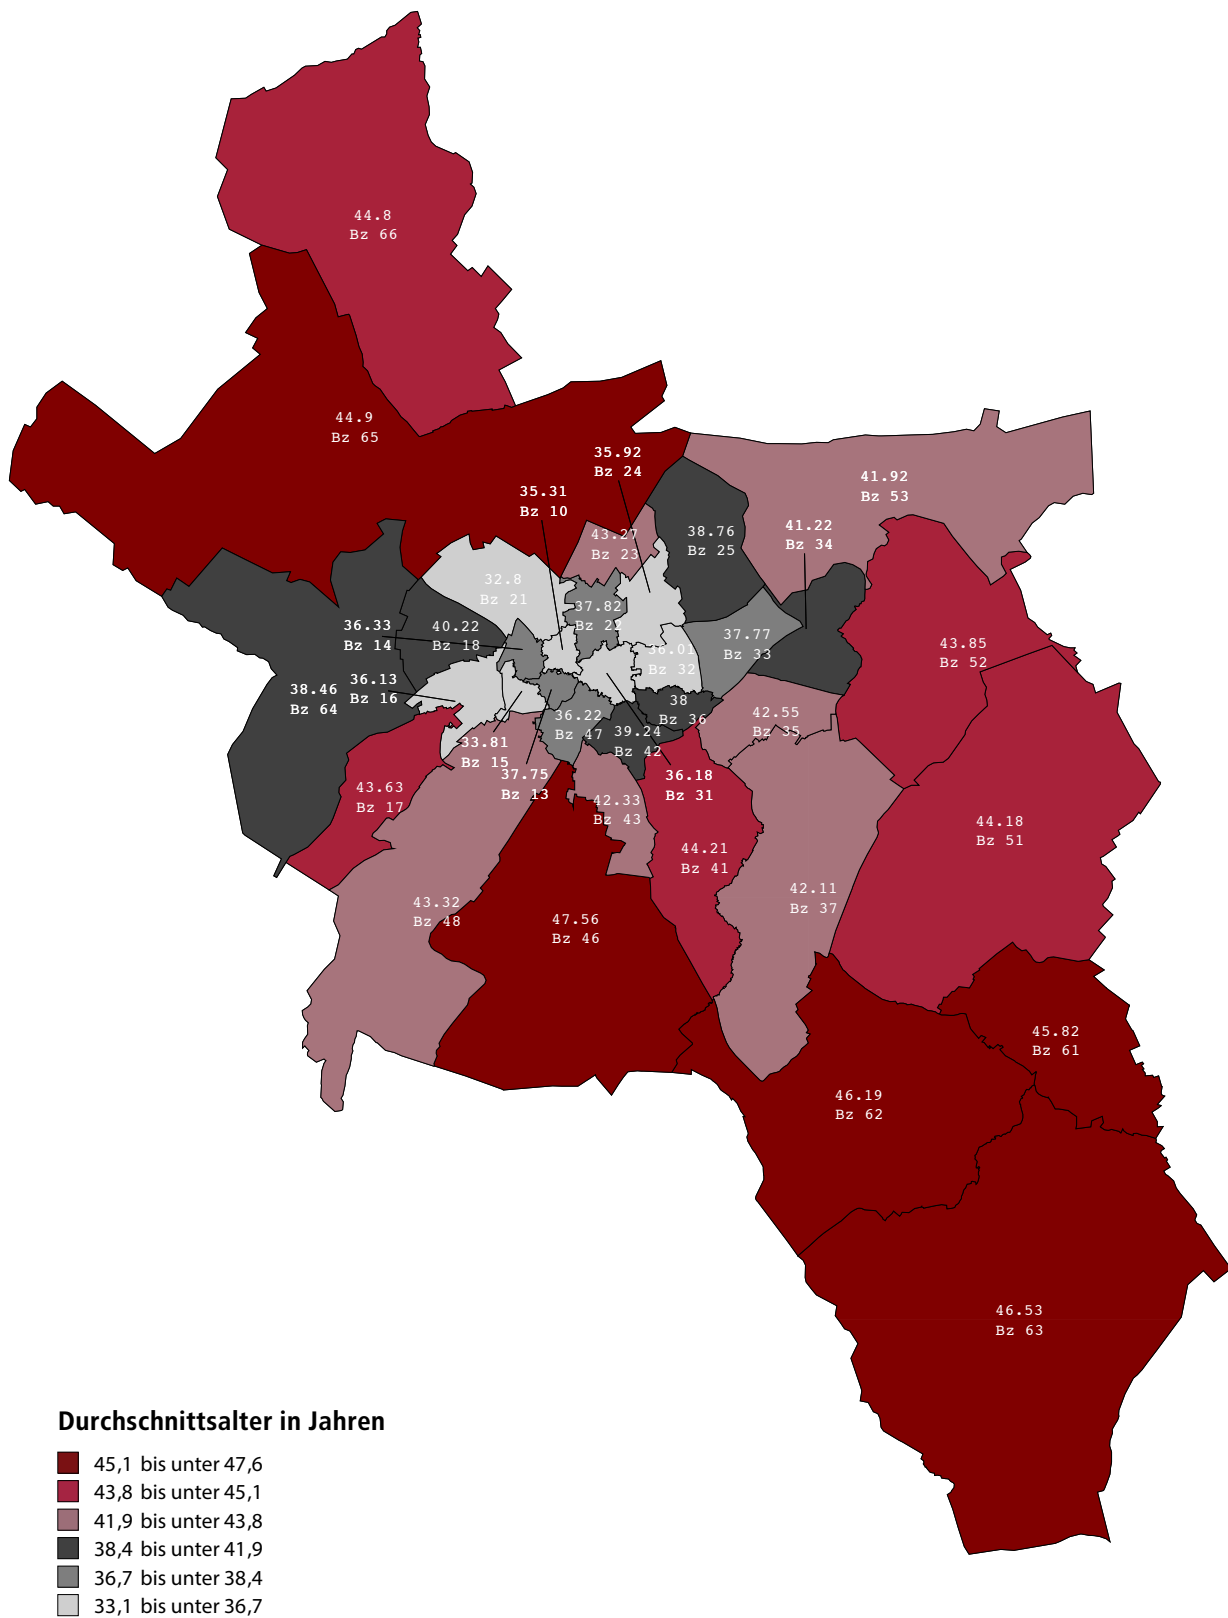 44.8
Bz 66
44.9
Bz 65
35.92
Bz 24
41.92
Bz 53
35.31
Bz 10
41.22
Bz 34
38.76
Bz 25
43.27
Bz 23
32.8
Bz 21
37.82
Bz 22
36.33
Bz 14
40.22
Bz 18
37.77
Bz 33
43.85
Bz 52
36.01
Bz 32
36.13
Bz 16
38.46
Bz 64
38
Bz 36
42.55
Bz 35
36.22
Bz 47
39.24
Bz 42
33.81
Bz 15
37.75
Bz 13
36.18
Bz 31
43.63
Bz 17
42.33
Bz 43
44.18
Bz 51
44.21
Bz 41
42.11
Bz 37
43.32
Bz 48
47.56
Bz 46
45.82
Bz 61
46.19
Bz 62
46.53
Bz 63
Durchschnittsalter in Jahren
45,1 bis unter 47,6
43,8 bis unter 45,1
41,9 bis unter 43,8
38,4 bis unter 41,9
36,7 bis unter 38,4
33,1 bis unter 36,7